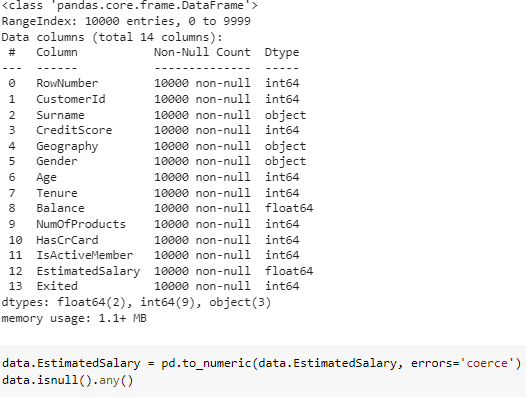 <class 'pandas.core.frame.DataFrame'>
RangeIndex: 10000 entries, 0 to 9999
Data columns (total 14 columns):
 #   Column           Non-Null Count  Dtype
---  ------           --------------  -----
 0   RowNumber        10000 non-null  int64
 1   CustomerId       10000 non-null  int64
 2   Surname          10000 non-null  object
 3   CreditScore      10000 non-null  int64
 4   Geography        10000 non-null  object
 5   Gender           10000 non-null  object
 6   Age              10000 non-null  int64
 7   Tenure           10000 non-null  int64
 8   Balance          10000 non-null  float64
 9   NumOfProducts    10000 non-null  int64
 10  HasCrCard        10000 non-null  int64
 11  IsActiveMember   10000 non-null  int64
 12  EstimatedSalary  10000 non-null  float64
 13  Exited           10000 non-null  int64
dtypes: float64(2), int64(9), object(3)
memory usage: 1.1+ MB
data.EstimatedSalary = pd.to_numeric(data.EstimatedSalary, errors='coerce')
data.isnull().any()